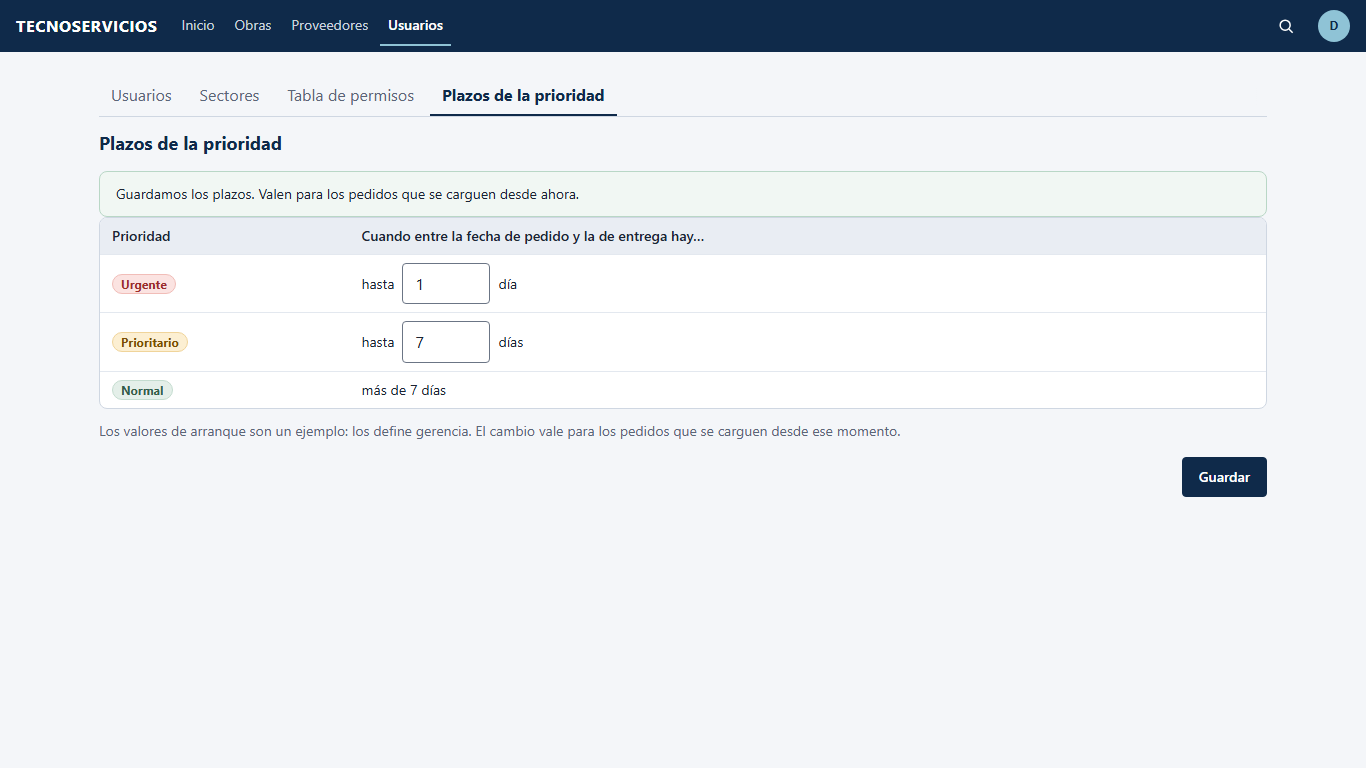 TECNOSERVICIOS Inicio Obras Proveedores Usuarios D
Usuarios Sectores Tabla de permisos Plazos de la prioridad
Plazos de la prioridad
Guardamos los plazos. Valen para los pedidos que se carguen desde ahora.
Prioridad Cuando entre la fecha de pedido y la de entrega hay...
Urgente hasta 1 día
Prioritario hasta 7 días
Normal más de 7 días
Los valores de arranque son un ejemplo: los define gerencia. El cambio vale para los pedidos que se carguen desde ese momento.
Guardar